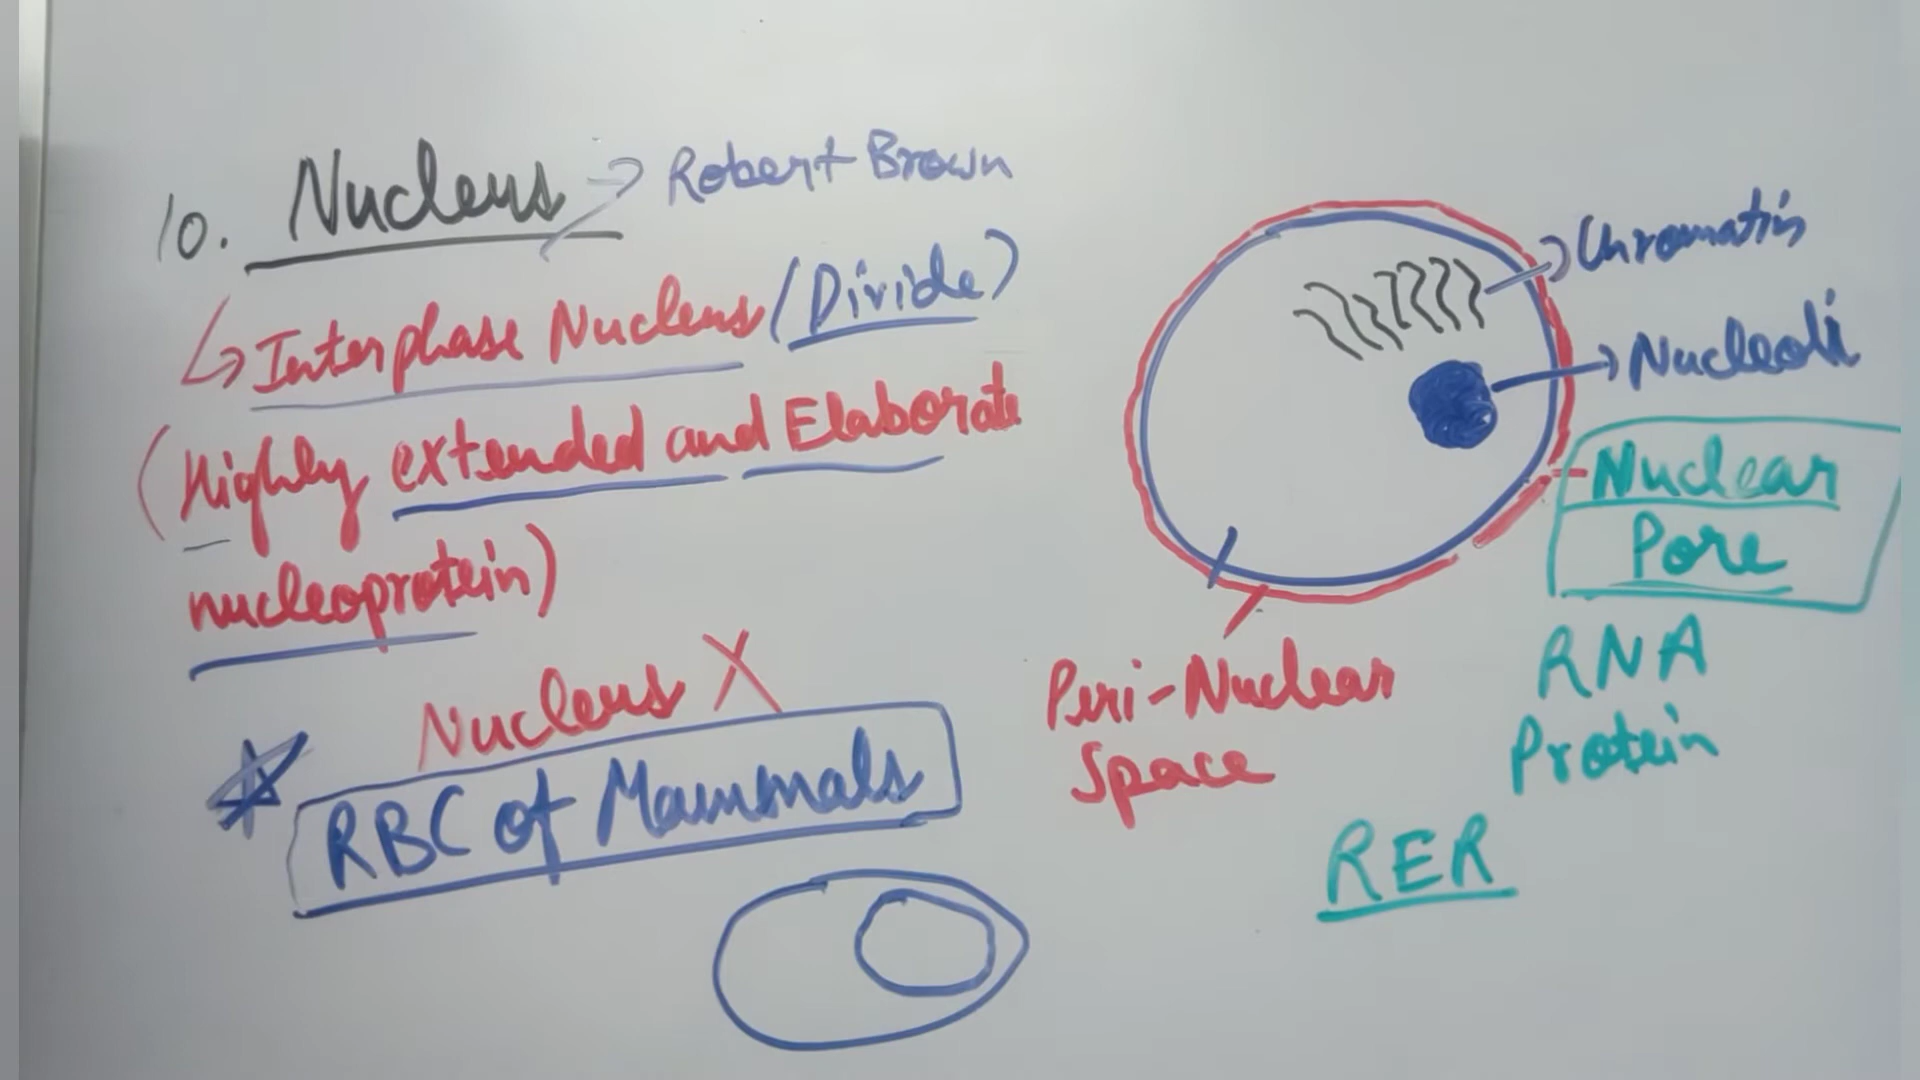 10. Nucleus → Robert Brown
↳ Interphase Nucleus (Divide)
(Highly extended and Elaborate
nucleoprotein)
Nucleus X
RBC of Mammals
Chromatin
Nucleoli
Nuclear
Pore
RNA
Protein
Peri-Nuclear
Space
RER